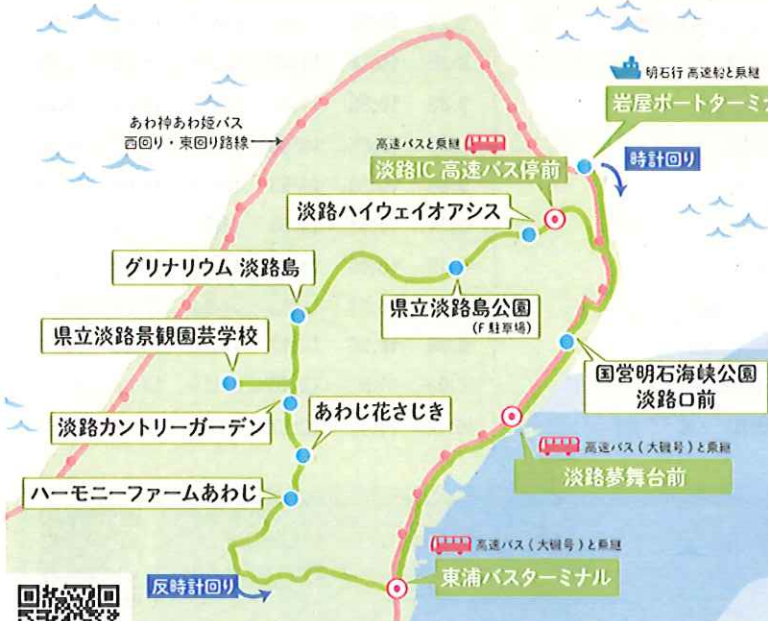 明石行 高速船と乗継
岩屋ポートターミナ
時計回り
あわ神あわ姫バス
西回り・東回り路線
高速バスと乗継
淡路IC 高速バス停前
淡路ハイウェイオアシス
グリナリウム 淡路島
県立淡路島公園
(F 駐車場)
県立淡路景観園芸学校
国営明石海峡公園
淡路口前
あわじ花さじき
淡路カントリーガーデン
高速バス(大磯号)と乗継
淡路夢舞台前
ハーモニーファームあわじ
高速バス(大磯号)と乗継
東浦バスターミナル
反時計回り